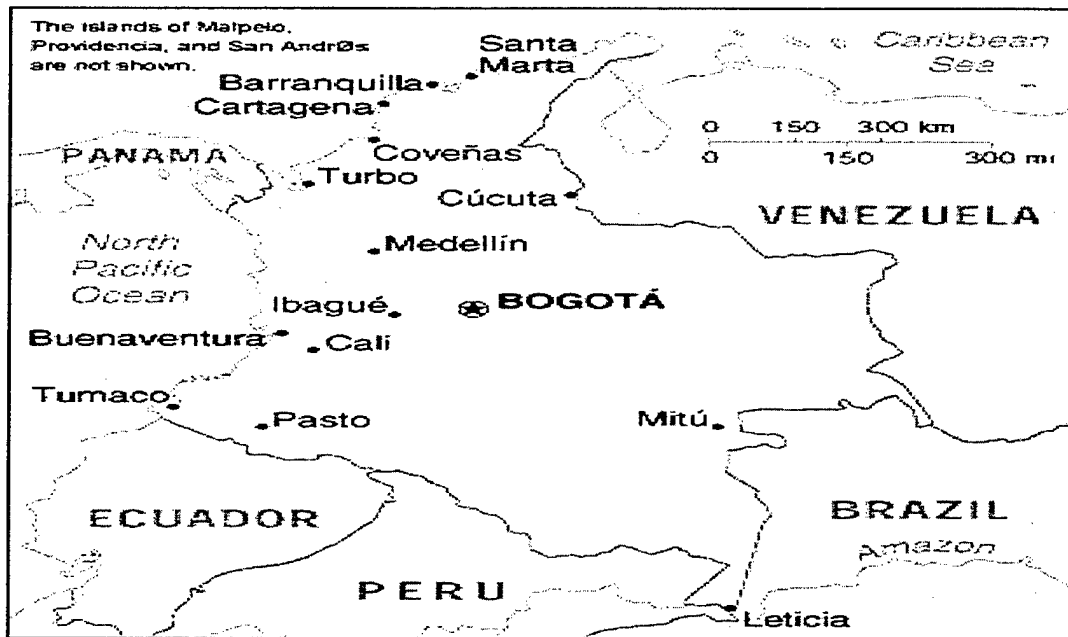 The islands of Malpelo,
Providencia, and San AndrØs
are not shown.
Santa
Marta
Caribbean
Sea
Barranquilla
Cartagena
0 150 300 km
0 150 300 mi
PANAMA
Coveñas
Turbo
Cúcuta
VENEZUELA
North
Pacific
Ocean
Medellín
Ibagué
BOGOTÁ
Buenaventura
Cali
Tumaco
Pasto
Mitú
ECUADOR
BRAZIL
Amazon
PERU
Leticia